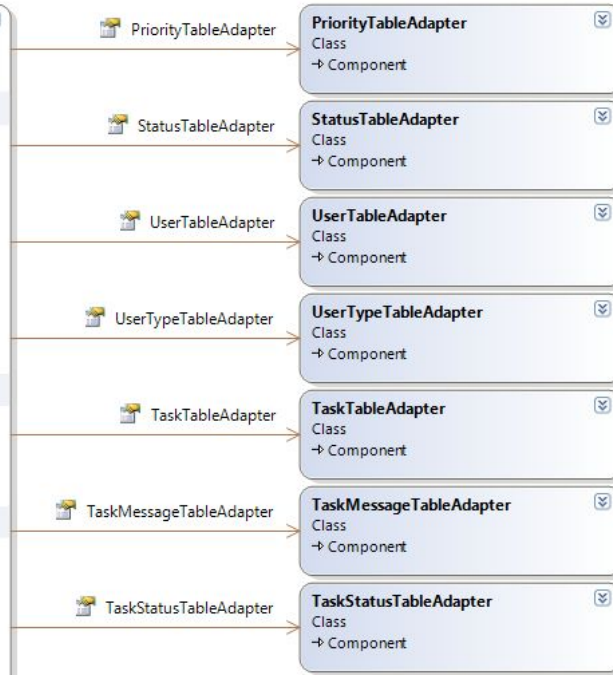 PriorityTableAdapter
PriorityTableAdapter
Class
Component
StatusTableAdapter
StatusTableAdapter
Class
Component
UserTableAdapter
UserTableAdapter
Class
Component
UserTypeTableAdapter
UserTypeTableAdapter
Class
Component
TaskTableAdapter
TaskTableAdapter
Class
Component
TaskMessageTableAdapter
TaskMessageTableAdapter
Class
Component
TaskStatusTableAdapter
TaskStatusTableAdapter
Class
Component